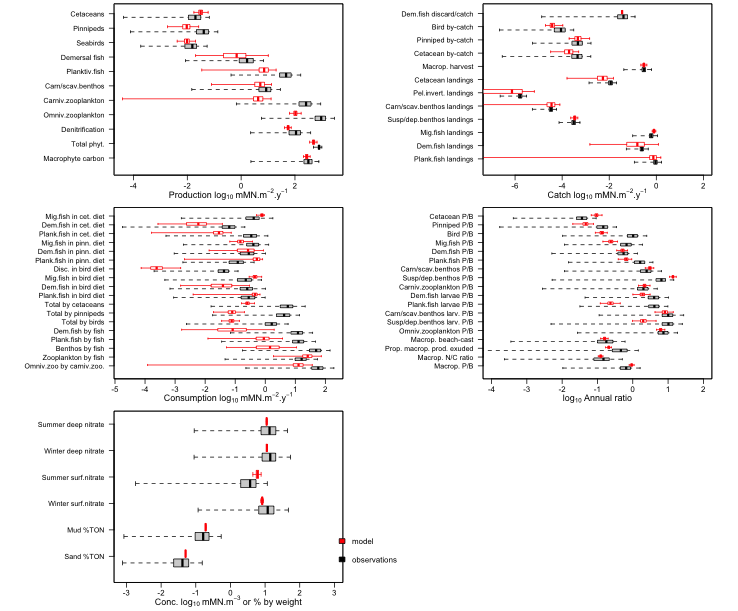 Cetaceans
Pinnipeds
Seabirds
Demersal fish
Planktiv.fish
Carn/scav.benthos
Carniv.zooplankton
Omniv.zooplankton
Denitrification
Total phyt.
Macrophyte carbon
-4 -2 0 2
Production log10 mMN.m−2.y−1
Dem.fish discard/catch
Bird by-catch
Pinniped by-catch
Cetacean by-catch
Macrop. harvest
Cetacean landings
Pel.invert. landings
Carn/scav.benthos landings
Susp/dep.benthos landings
Mig.fish landings
Dem.fish landings
Plank.fish landings
-6 -4 -2 0 2
Catch log10 mMN.m−2.y−1
Mig.fish in cet. diet
Dem.fish in cet. diet
Plank.fish in cet. diet
Mig.fish in pinn. diet
Dem.fish in pinn. diet
Plank.fish in pinn. diet
Disc. in bird diet
Mig.fish in bird diet
Dem.fish in bird diet
Plank.fish in bird diet
Total by cetaceans
Total by pinnipeds
Total by birds
Dem.fish by fish
Plank.fish by fish
Benthos by fish
Zooplankton by fish
Omniv.zoo by carniv.zoo.
-5 -4 -3 -2 -1 0 1 2
Consumption log10 mMN.m−2.y−1
Cetacean P/B
Pinniped P/B
Bird P/B
Mig.fish P/B
Dem.fish P/B
Plank.fish P/B
Carn/scav.benthos P/B
Susp/dep.benthos P/B
Carniv.zooplankton P/B
Dem.fish larvae P/B
Plank.fish larvae P/B
Carn/scav.benthos larv. P/B
Susp/dep.benthos larv. P/B
Omniv.zooplankton P/B
Macrop. beach-cast
Prop. macrop. prod. exuded
Macrop. N/C ratio
Macrop. P/B
-4 -3 -2 -1 0 1 2
log10 Annual ratio
Summer deep nitrate
Winter deep nitrate
Summer surf.nitrate
Winter surf.nitrate
Mud %TON
Sand %TON
-3 -2 -1 0 1 2 3
Conc. log10 mMN.m−3 or % by weight
model
observations